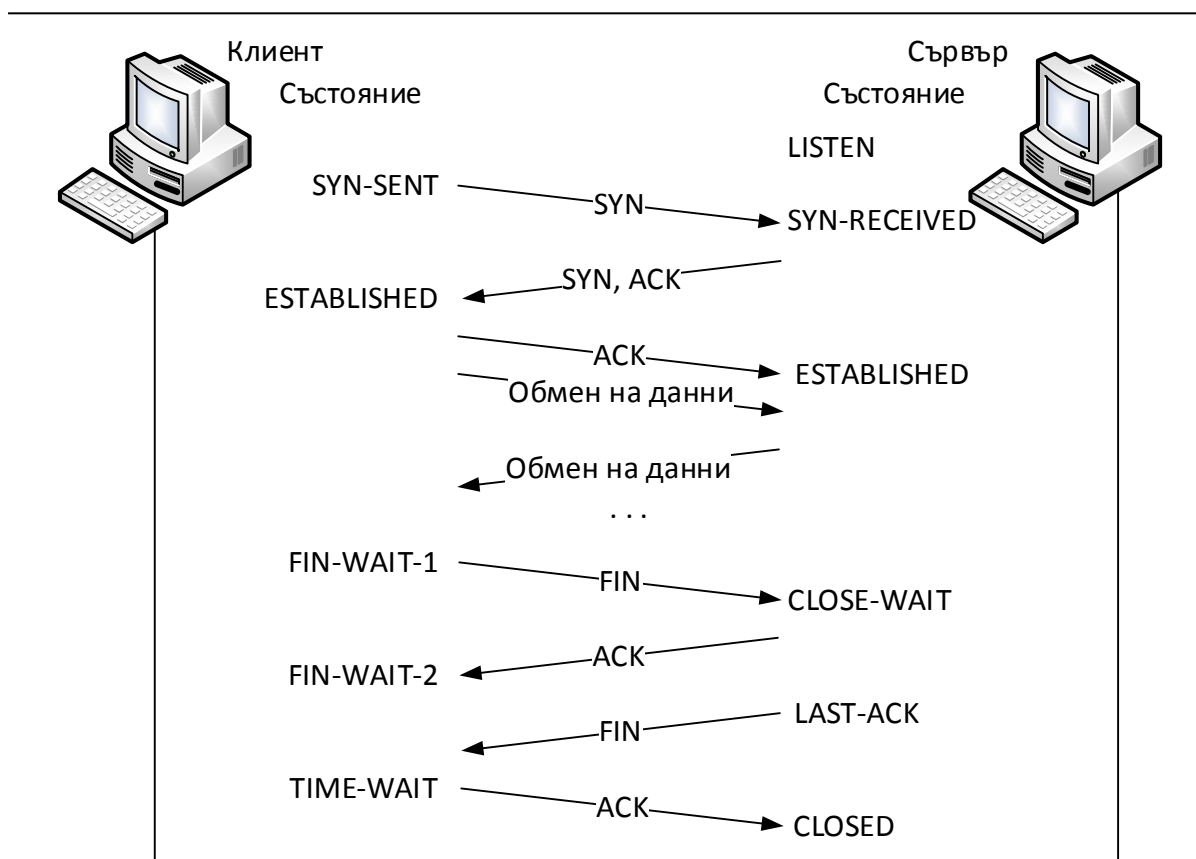 Клиент
Сървър
Състояние
Състояние
LISTEN
SYN-SENT
SYN
SYN-RECEIVED
SYN, ACK
ESTABLISHED
ACK
ESTABLISHED
Обмен на данни
Обмен на данни
. . .
FIN-WAIT-1
FIN
CLOSE-WAIT
ACK
FIN-WAIT-2
LAST-ACK
FIN
TIME-WAIT
ACK
CLOSED